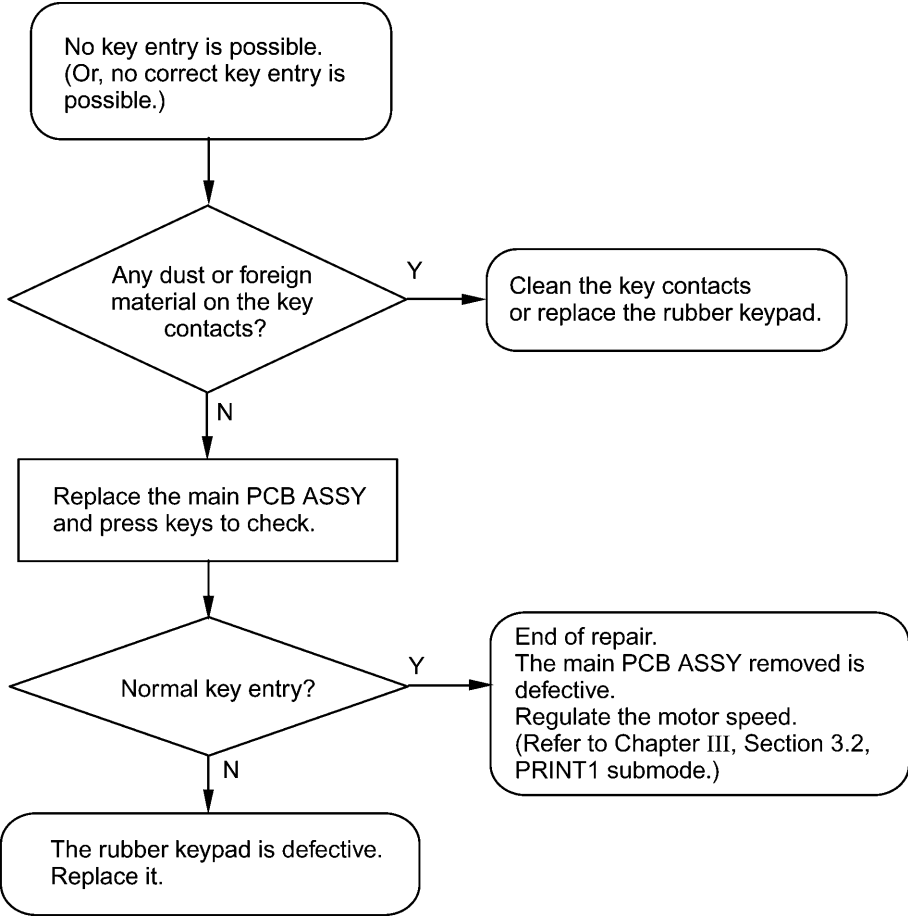 No key entry is possible.
(Or, no correct key entry is
possible.)
Any dust or foreign
material on the key
contacts?
Y
Clean the key contacts
or replace the rubber keypad.
N
Replace the main PCB ASSY
and press keys to check.
Normal key entry?
Y
End of repair.
The main PCB ASSY removed is
defective.
Regulate the motor speed.
(Refer to Chapter III, Section 3.2,
PRINT1 submode.)
N
The rubber keypad is defective.
Replace it.